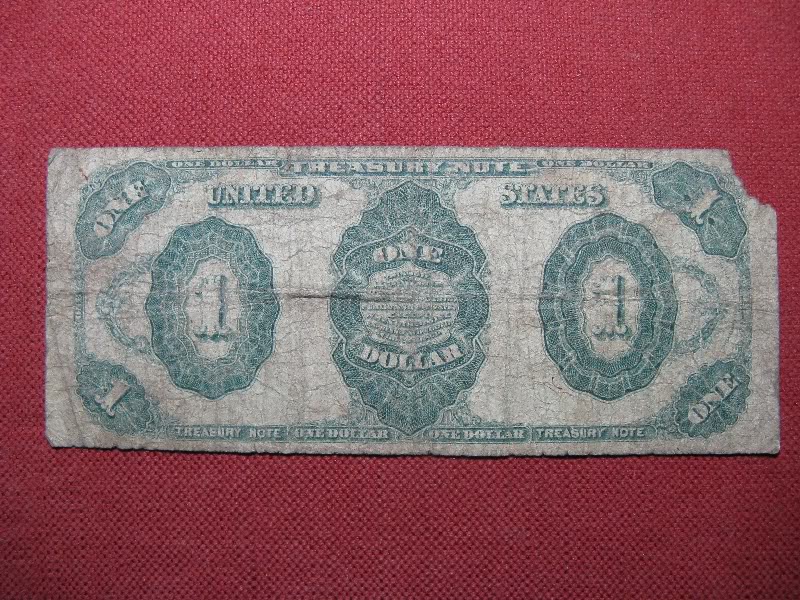 ONE DOLLAR TREASURY NOTE ONE DOLLAR
ONE UNITED STATES 1
ONE
1 1
DOLLAR
1 ONE
TREASURY NOTE ONE DOLLAR ONE DOLLAR TREASURY NOTE